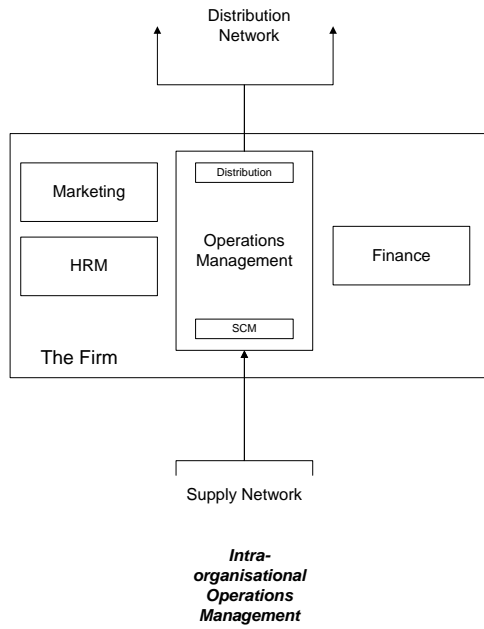 Distribution
Network
Distribution
Marketing
Operations
Management
HRM
Finance
SCM
The Firm
Supply Network
Intra-
organisational
Operations
Management